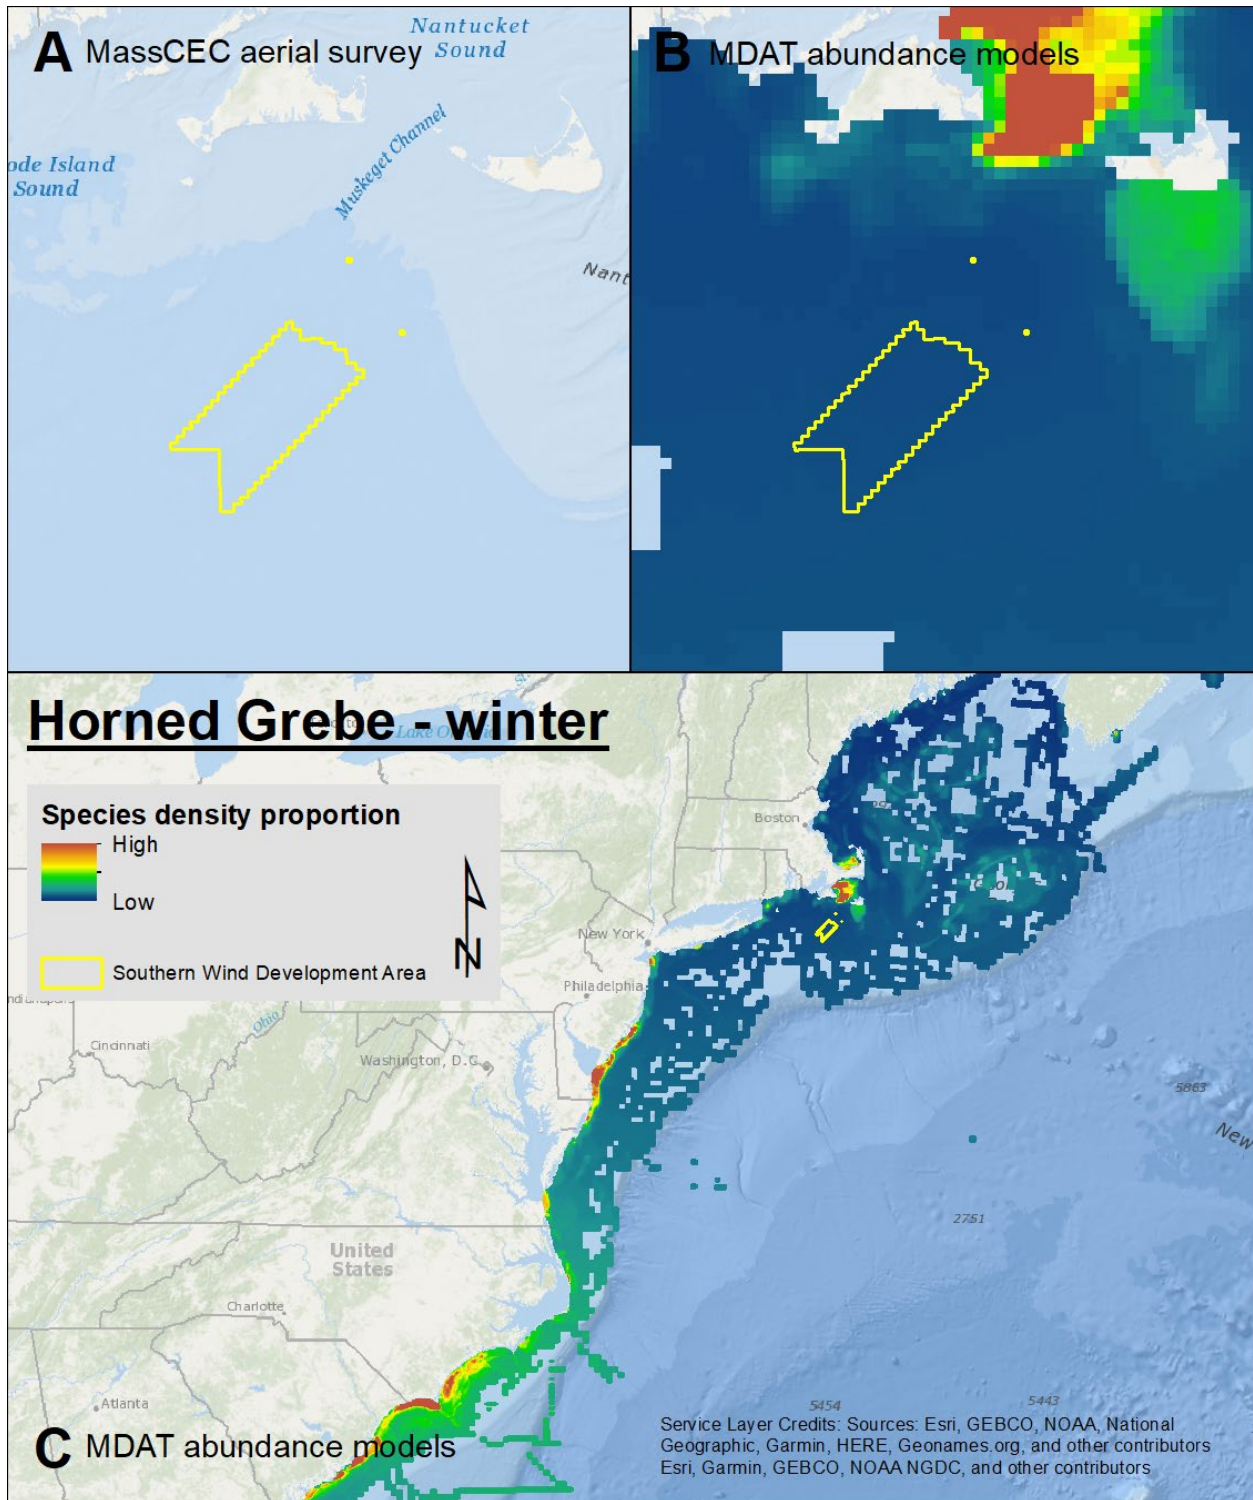 A MassCEC aerial survey
Nantucket
Sound
ode Island
Sound
Muskeget Channel
Nant
B MDAT abundance models
Horned Grebe - winter
Species density proportion
High
Low
N
Southern Wind Development Area
Boston
New York
Philadelphia
Ohio
Cincinnati
Washington, D.C.
United
States
Charlotte
Atlanta
5863
New
2751
5454
5443
C MDAT abundance models
Service Layer Credits: Sources: Esri, GEBCO, NOAA, National
Geographic, Garmin, HERE, Geonames.org, and other contributors
Esri, Garmin, GEBCO, NOAA NGDC, and other contributors